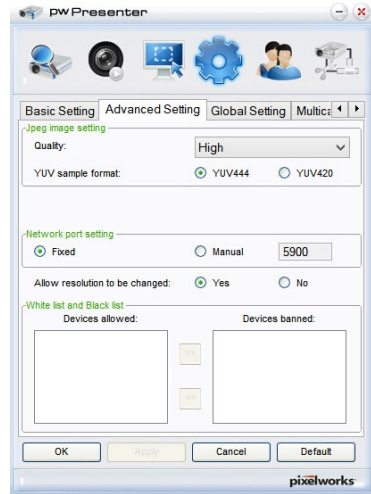 pwPresenter
Basic Setting Advanced Setting Global Setting Multica
Jpeg image setting
Quality: High
YUV sample format: YUV444 YUV420
Network port setting
Fixed Manual 5900
Allow resolution to be changed: Yes No
White list and Black list
Devices allowed: Devices banned:
>>
<<
OK Apply Cancel Default
pixelworks